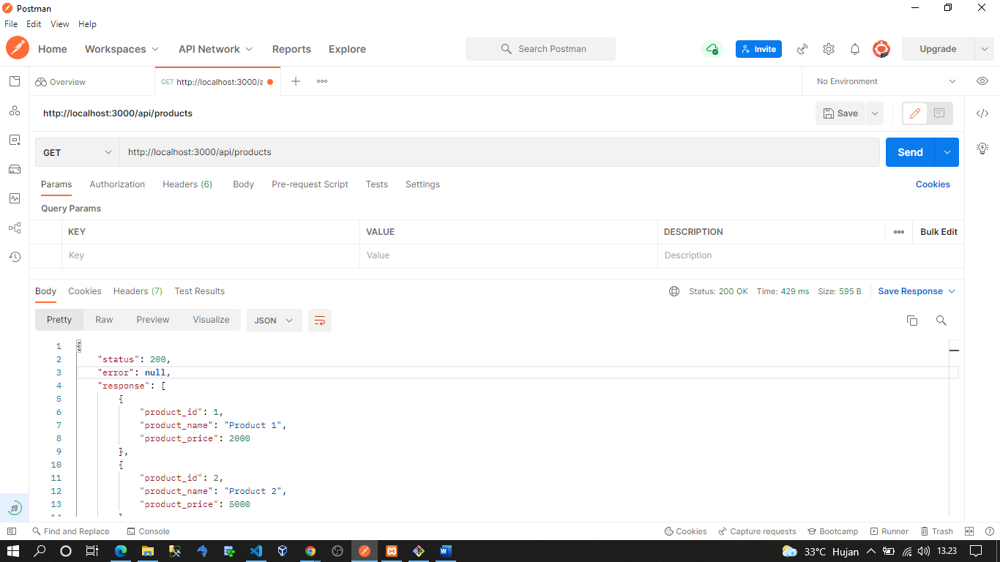 Postman
File Edit View Help
Home Workspaces API Network Reports Explore Search Postman Invite Upgrade
Overview GET http://localhost:3000/a No Environment
http://localhost:3000/api/products Save
GET http://localhost:3000/api/products Send
Params Authorization Headers (6) Body Pre-request Script Tests Settings Cookies
Query Params
KEY VALUE DESCRIPTION Bulk Edit
Key Value Description
Body Cookies Headers (7) Test Results Status: 200 OK Time: 429 ms Size: 595 B Save Response
Pretty Raw Preview Visualize JSON
1 {
2 "status": 200,
3 "error": null,
4 "response": [
5 {
6 "product_id": 1,
7 "product_name": "Product 1",
8 "product_price": 2000
9 },
10 {
11 "product_id": 2,
12 "product_name": "Product 2",
13 "product_price": 5000
Find and Replace Console Cookies Capture requests Bootcamp Runner Trash
33°C Hujan 13.23